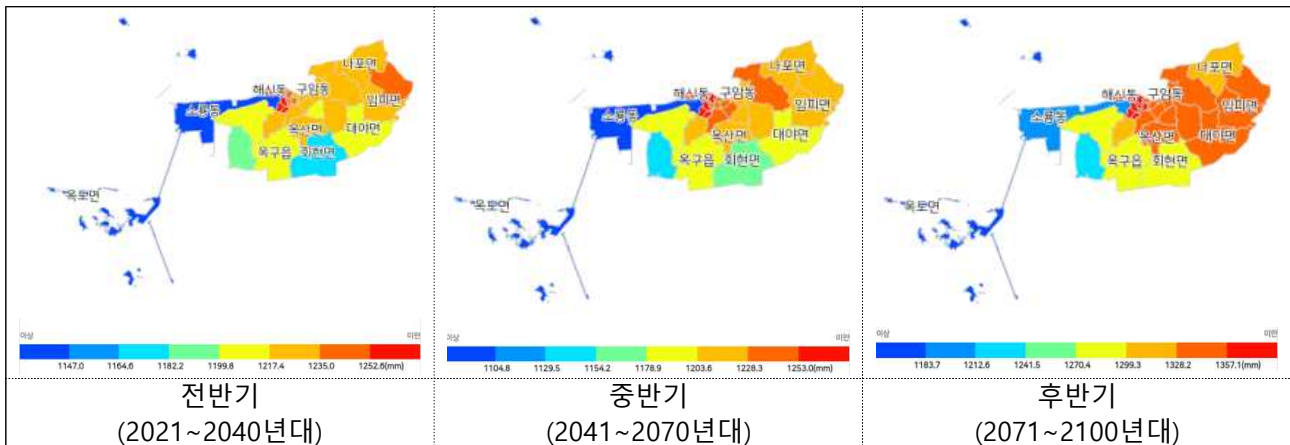 나포면
해신동
구암동
임피면
소룡동
옥산면
대야면
옥구읍
회현면
옥도면
이상
미만
1147.0 1164.6 1182.2 1199.8 1217.4 1235.0 1252.6(mm)
전반기
(2021~2040년대)
나포면
해신동
구암동
임피면
소룡동
옥산면
대야면
옥구읍
회현면
옥도면
이상
미만
1104.8 1129.5 1154.2 1178.9 1203.6 1228.3 1253.0(mm)
중반기
(2041~2070년대)
나포면
해신동
구암동
임피면
소룡동
옥산면
대야면
옥구읍
회현면
옥도면
이상
미만
1183.7 1212.6 1241.5 1270.4 1299.3 1328.2 1357.1(mm)
후반기
(2071~2100년대)